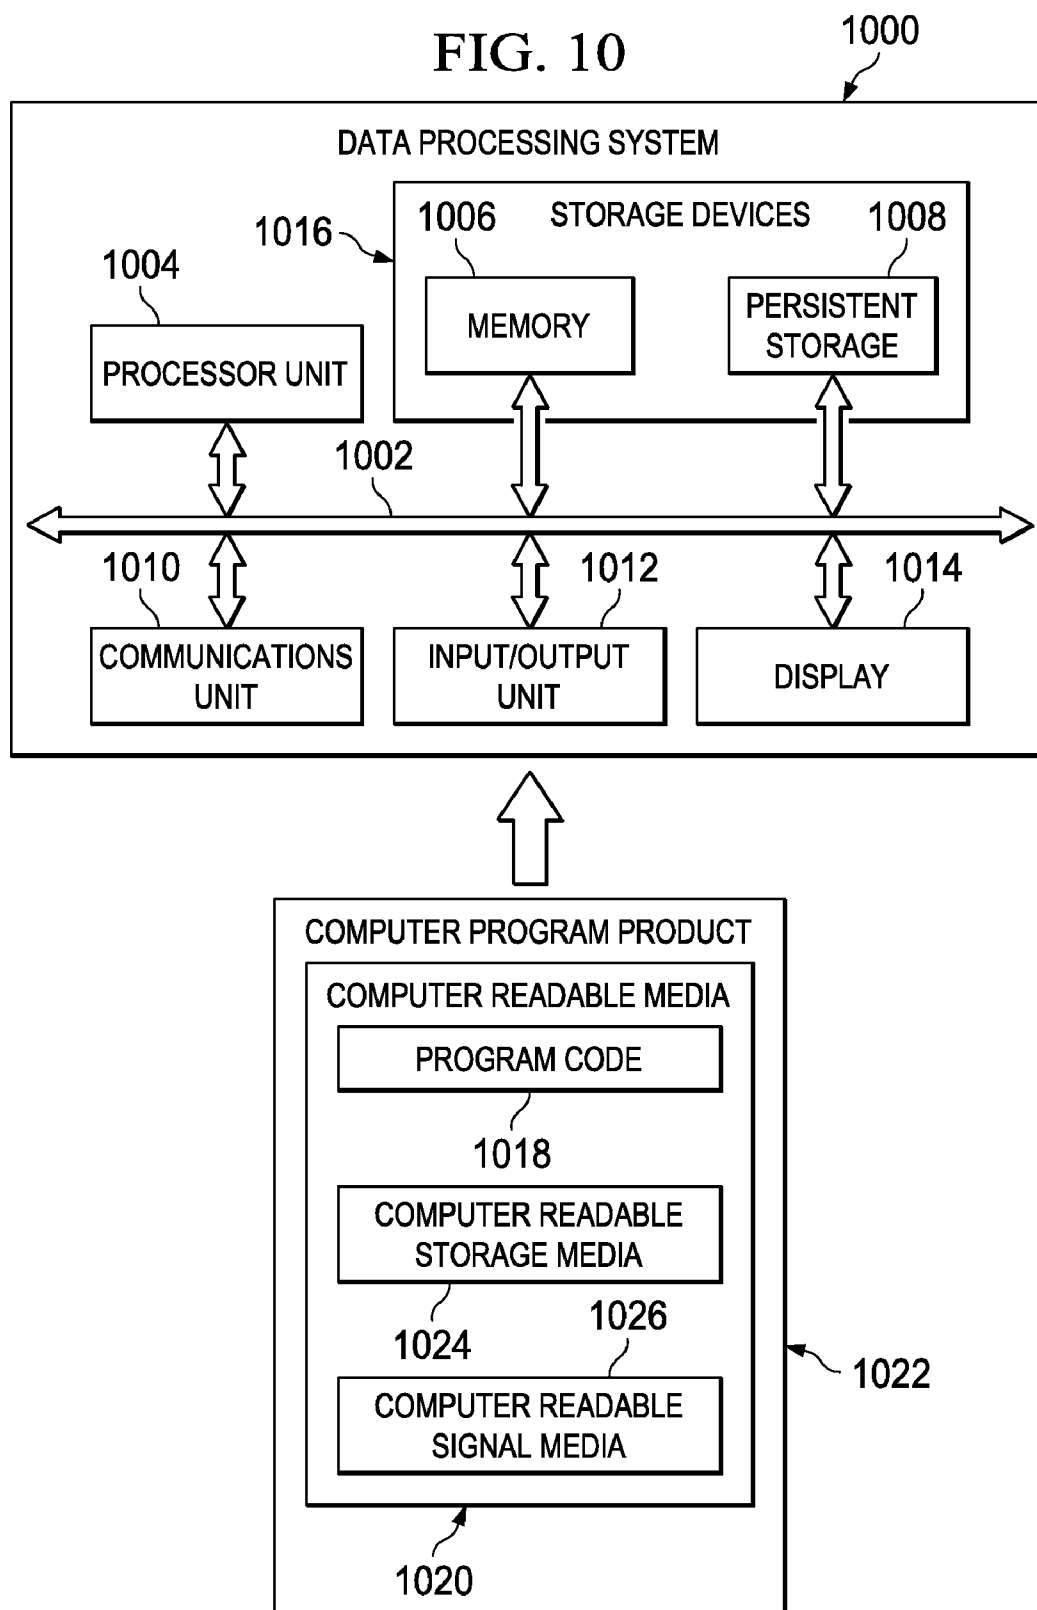 FIG. 10
1000
DATA PROCESSING SYSTEM
1016
1006
STORAGE DEVICES
1008
1004
MEMORY
PERSISTENT
STORAGE
PROCESSOR UNIT
1002
1010
1012
1014
COMMUNICATIONS
UNIT
INPUT/OUTPUT
UNIT
DISPLAY
COMPUTER PROGRAM PRODUCT
COMPUTER READABLE MEDIA
PROGRAM CODE
1018
COMPUTER READABLE
STORAGE MEDIA
1024
1026
1022
COMPUTER READABLE
SIGNAL MEDIA
1020